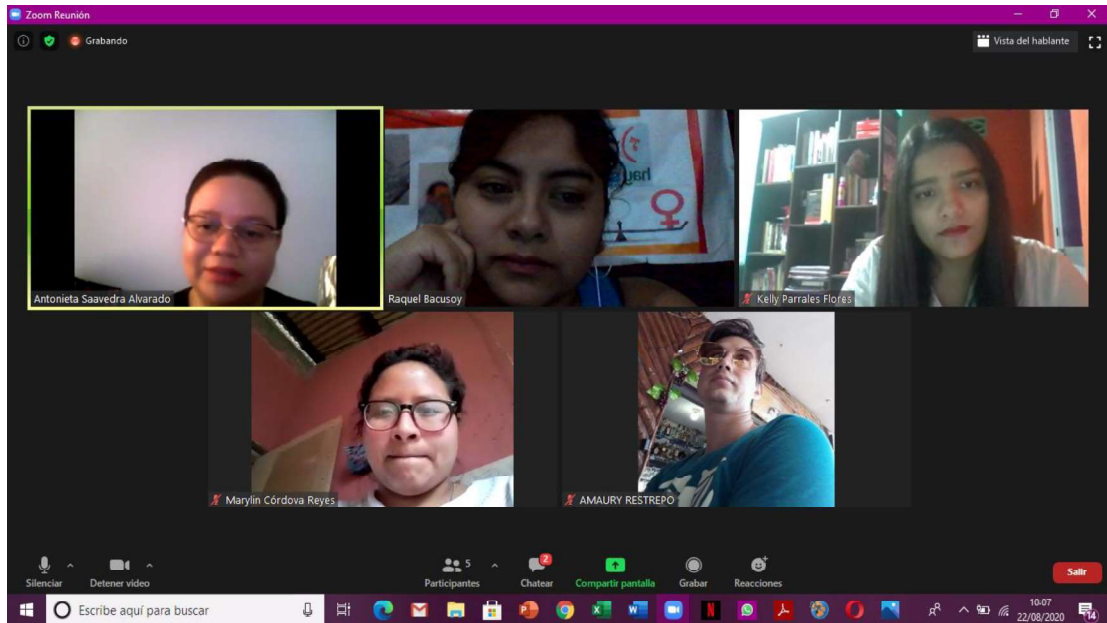 Zoom Reunión
Grabando
Vista del hablante
hay
Antonieta Saavedra Alvarado
Raquel Bacusoy
Kelly Parrales Flores
Marylin Córdova Reyes
AMAURY RESTREPO
Silenciar
Detener video
5
Participantes
2
Chatear
Compartir pantalla
Grabar
Reacciones
Salir
Escribe aquí para buscar
10:07
22/08/2020
14